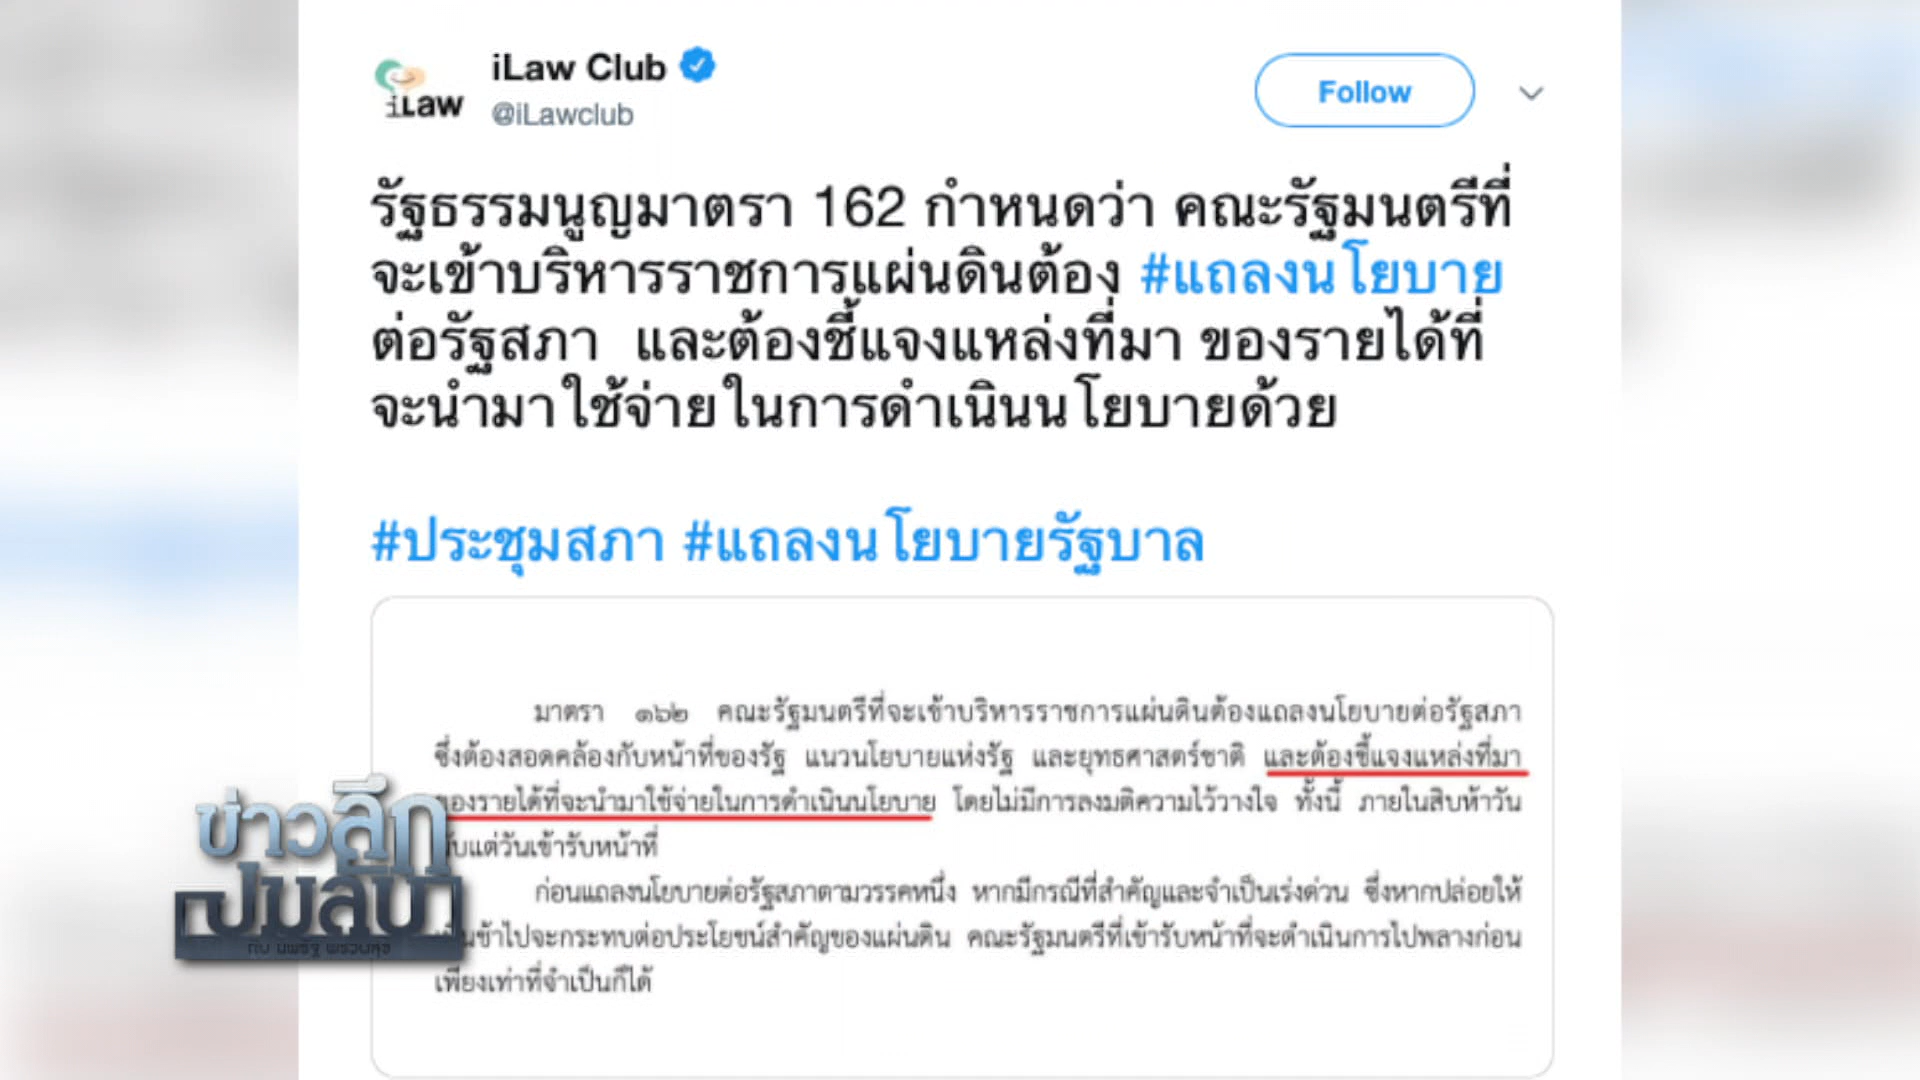 iLaw Club
iLaw
@iLawclub
Follow
รัฐธรรมนูญมาตรา 162 กำหนดว่า คณะรัฐมนตรีที่
จะเข้าบริหารราชการแผ่นดินต้อง #แถลงนโยบาย
ต่อรัฐสภา และต้องชี้แจงแหล่งที่มา ของรายได้ที่
จะนำมาใช้จ่ายในการดำเนินนโยบายด้วย
#ประชุมสภา #แถลงนโยบายรัฐบาล
มาตรา ๑๖๒ คณะรัฐมนตรีที่จะเข้าบริหารราชการแผ่นดินต้องแถลงนโยบายต่อรัฐสภา
ซึ่งต้องสอดคล้องกับหน้าที่ของรัฐ แนวนโยบายแห่งรัฐ และยุทธศาสตร์ชาติ และต้องชี้แจงแหล่งที่มา
ของรายได้ที่จะนำมาใช้จ่ายในการดำเนินนโยบาย โดยไม่มีการลงมติความไว้วางใจ ทั้งนี้ ภายในสิบห้าวัน
นับแต่วันเข้ารับหน้าที่
ก่อนแถลงนโยบายต่อรัฐสภาตามวรรคหนึ่ง หากมีกรณีที่สำคัญและจำเป็นเร่งด่วน ซึ่งหากปล่อยให้
เนิ่นช้าไปจะกระทบต่อประโยชน์สำคัญของแผ่นดิน คณะรัฐมนตรีที่เข้ารับหน้าที่จะดำเนินการไปพลางก่อน
เพียงเท่าที่จำเป็นก็ได้
ข่าวลึก
ปมลับ